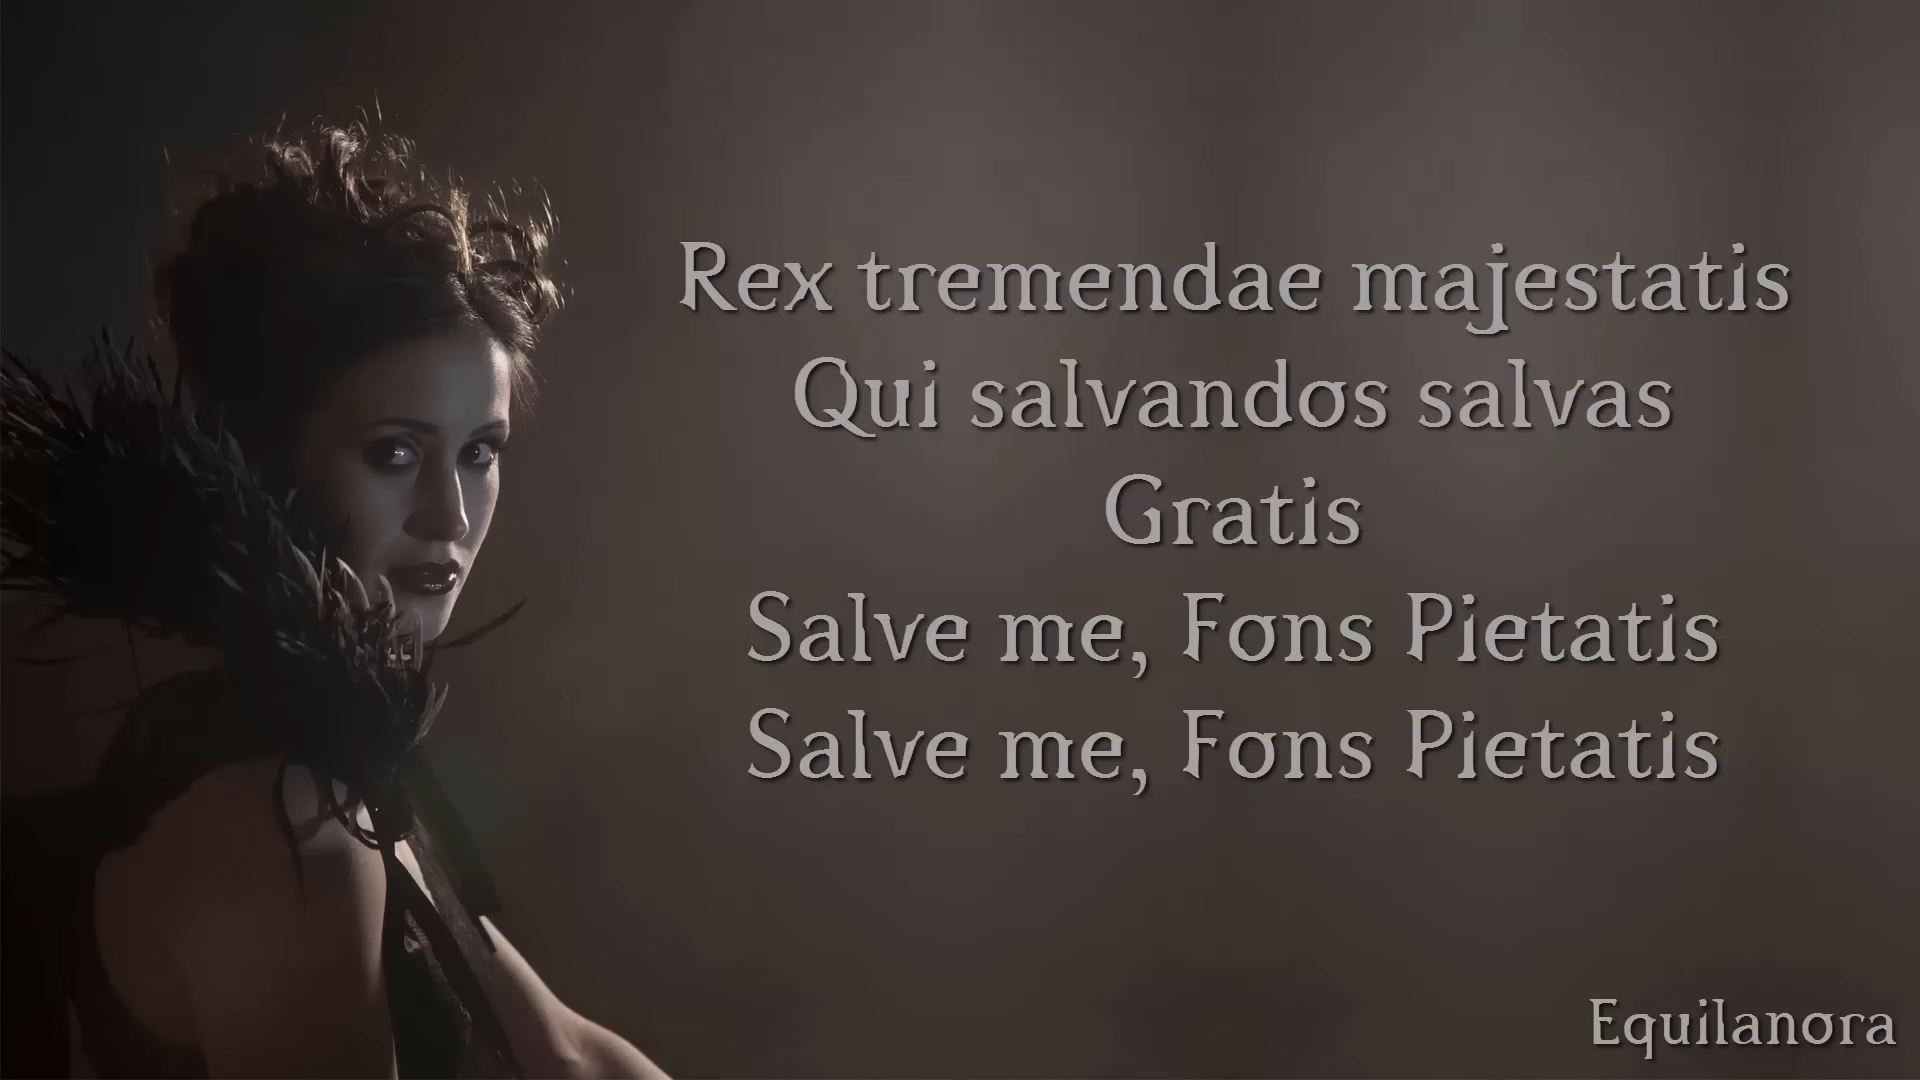 Rex tremendae majestatis
Qui salvandos salvas
Gratis
Salve me, Fons Pietatis
Salve me, Fons Pietatis
Equilanora